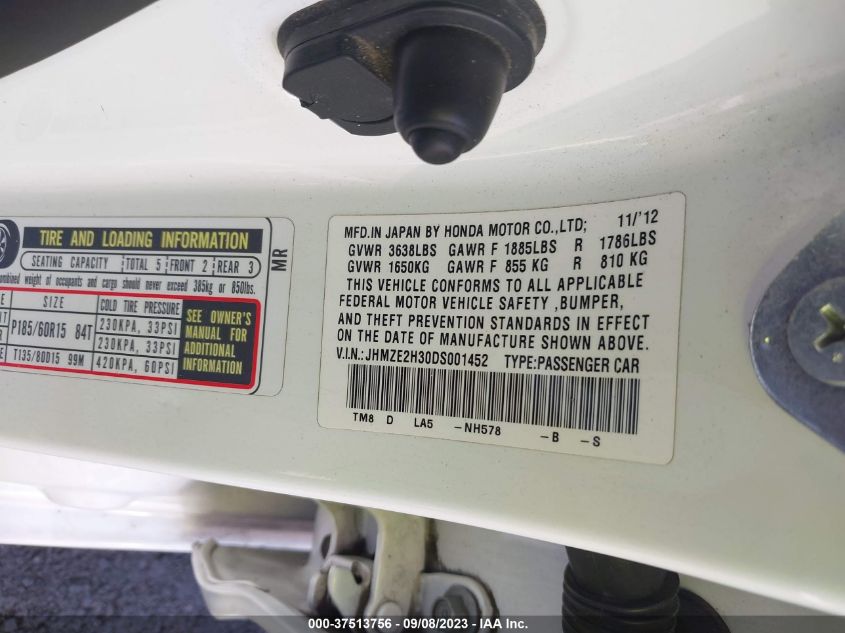 TIRE AND LOADING INFORMATION
SEATING CAPACITY TOTAL 5 FRONT 2 REAR 3
combined weight of occupants and cargo should never exceed 385kg or 850lbs.
SIZE COLD TIRE PRESSURE
P185/60R15 84T 230KPA, 33PSI
230KPA, 33PSI
T135/80D15 99M 420KPA, 60PSI
SEE OWNER'S
MANUAL FOR
ADDITIONAL
INFORMATION
MR
MFD.IN JAPAN BY HONDA MOTOR CO.,LTD; 11/'12
GVWR 3638LBS GAWR F 1885LBS R 1786LBS
GVWR 1650KG GAWR F 855 KG R 810 KG
THIS VEHICLE CONFORMS TO ALL APPLICABLE
FEDERAL MOTOR VEHICLE SAFETY ,BUMPER,
AND THEFT PREVENTION STANDARDS IN EFFECT
ON THE DATE OF MANUFACTURE SHOWN ABOVE.
V.I.N.: JHMZE2H30DS001452 TYPE:PASSENGER CAR
TM8 D LA5 -NH578 -B -S
000-37513756 - 09/08/2023 - IAA Inc.